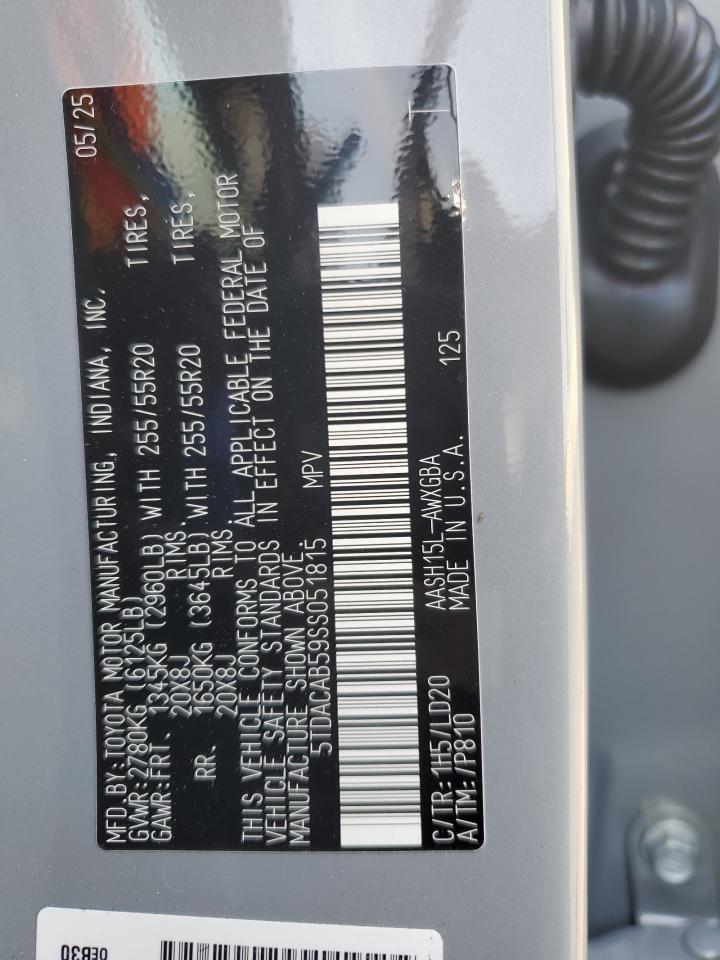 MFD.BY:TOYOTA MOTOR MANUFACTURING, INDIANA, INC. 05/25
GVWR:2780KG (6125LB)
GAWR:FRT. 1345KG (2960LB) WITH 255/55R20 TIRES,
20X8J RIMS.
RR. 1650KG (3645LB) WITH 255/55R20 TIRES,
20X8J RIMS.
THIS VEHICLE CONFORMS TO ALL APPLICABLE FEDERAL MOTOR
VEHICLE SAFETY STANDARDS IN EFFECT ON THE DATE OF
MANUFACTURE SHOWN ABOVE.
5TDACAB59SS051815 MPV
C/TR:1H5/LD20 AASH15L-AWXGBA 125
A/TM: /P810 MADE IN U.S.A.
T
0EB30